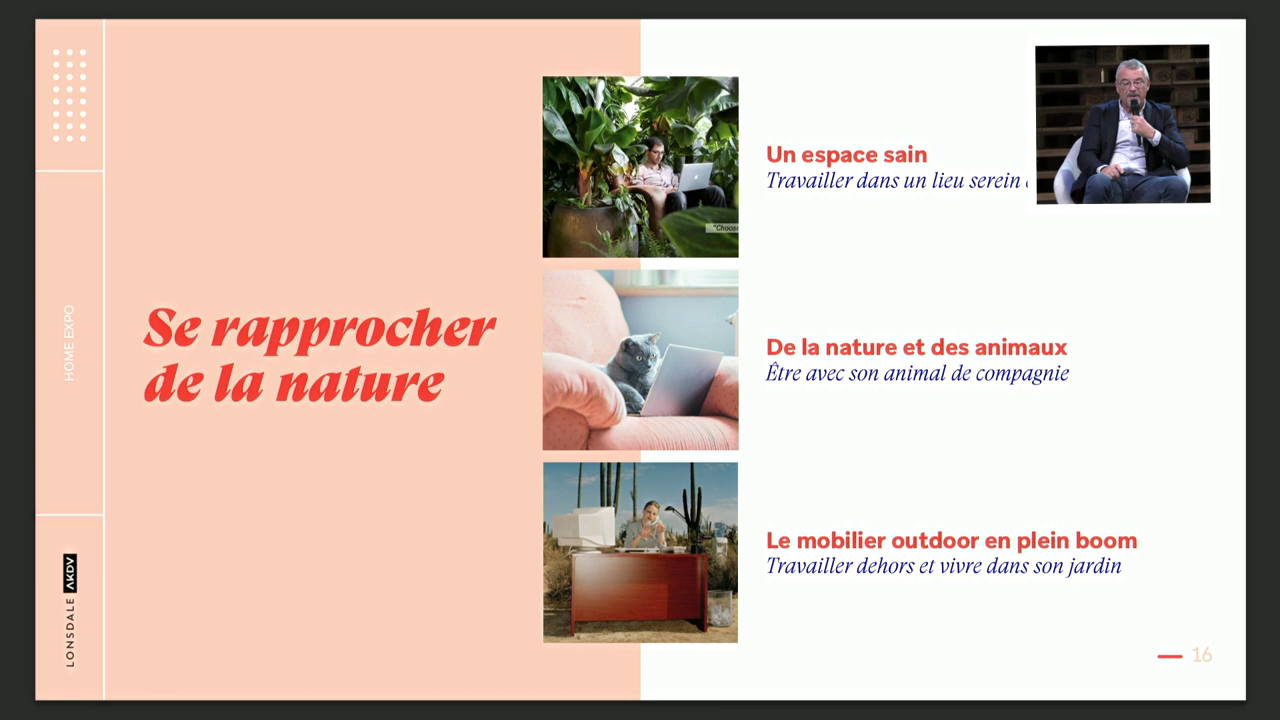 HOME EXPO
LONSDALE AKDV
Se rapprocher
de la nature
"Choose
Un espace sain
Travailler dans un lieu serein
De la nature et des animaux
Être avec son animal de compagnie
Le mobilier outdoor en plein boom
Travailler dehors et vivre dans son jardin
16